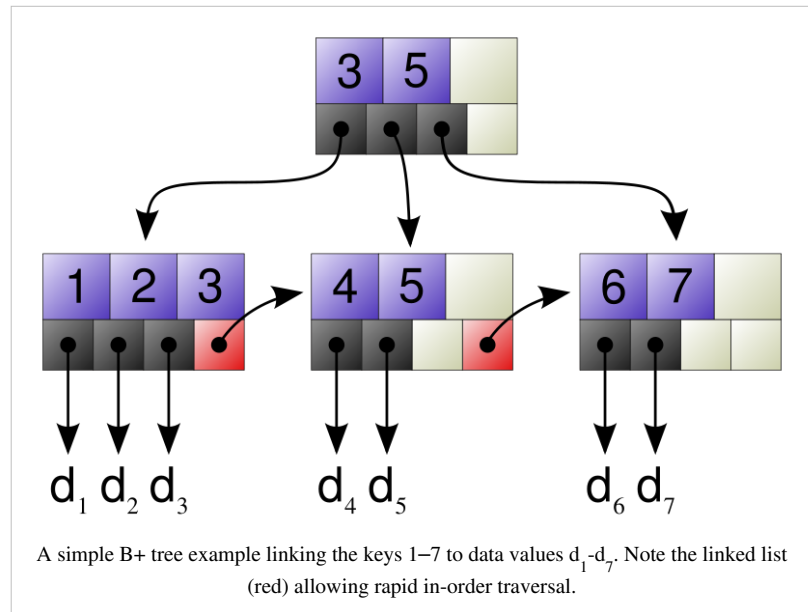 3 5
1 2 3 4 5 6 7
d₁ d₂ d₃ d₄ d₅ d₆ d₇
A simple B+ tree example linking the keys 1–7 to data values d₁-d₇. Note the linked list
(red) allowing rapid in-order traversal.